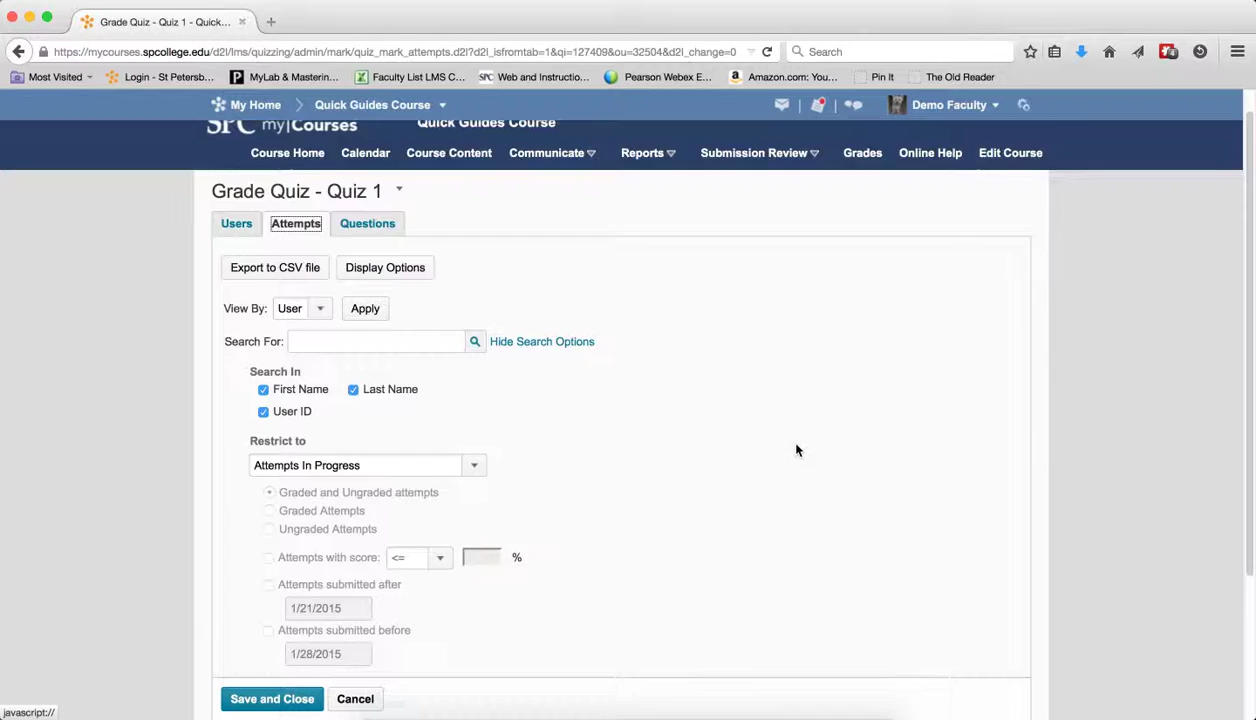 Grade Quiz - Quiz 1 - Quick...
https://mycourses.spcollege.edu/d2l/lms/quizzing/admin/mark/quiz_mark_attempts.d2l?d2l_isfromtab=1&qi=127409&ou=32504&d2l_change=0 Search
Most Visited Login - St Petersb... MyLab & Mastering... Faculty List LMS C... SPC Web and Instructio... Pearson Webex E... Amazon.com: You... Pin It The Old Reader
My Home Quick Guides Course Demo Faculty
SPC my|Courses Quick Guides Course
Course Home Calendar Course Content Communicate Reports Submission Review Grades Online Help Edit Course
Grade Quiz - Quiz 1
Users Attempts Questions
Export to CSV file Display Options
View By: User Apply
Search For: Hide Search Options
Search In
First Name Last Name
User ID
Restrict to
Attempts In Progress
Graded and Ungraded attempts
Graded Attempts
Ungraded Attempts
Attempts with score: <= %
Attempts submitted after
1/21/2015
Attempts submitted before
1/28/2015
Save and Close Cancel
javascript://